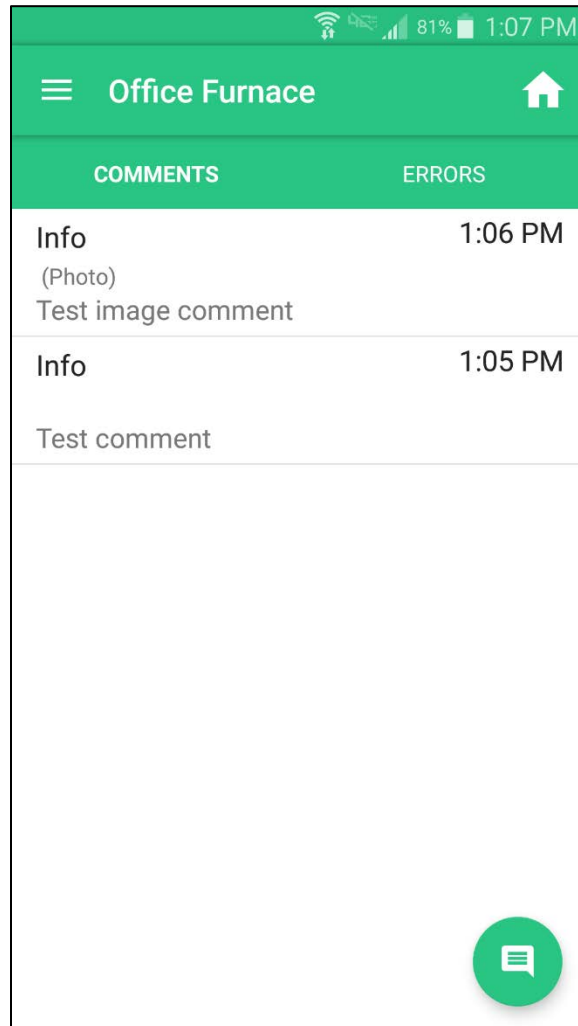 81% 1:07 PM
Office Furnace
COMMENTS ERRORS
Info 1:06 PM
(Photo)
Test image comment
Info 1:05 PM
Test comment